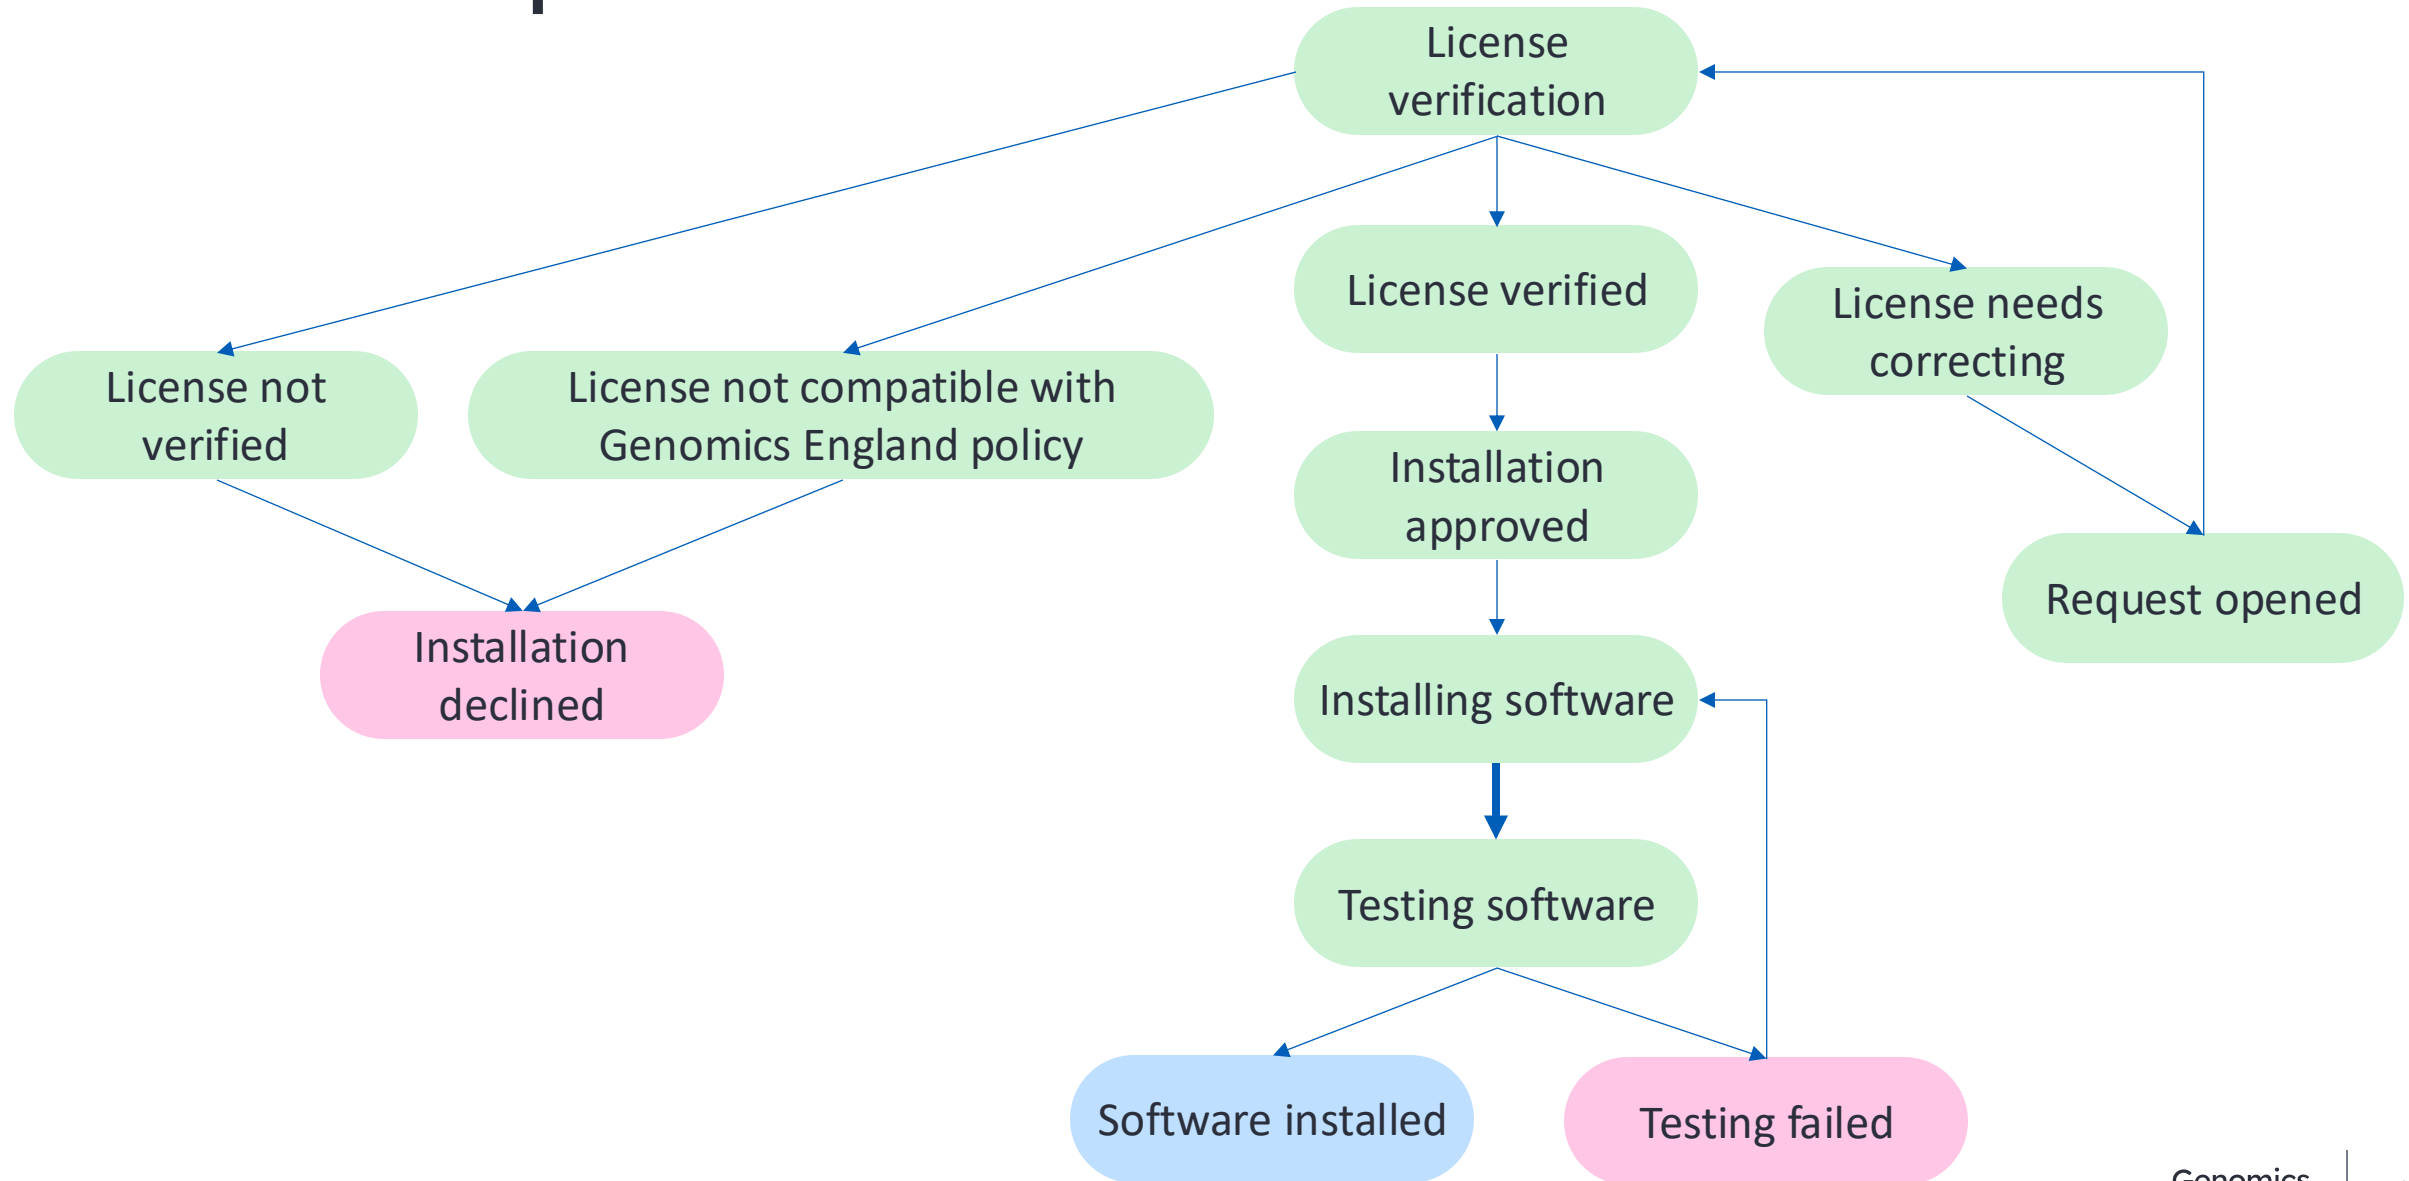 License
verification
License verified
License needs
correcting
License not
verified
License not compatible with
Genomics England policy
Installation
approved
Request opened
Installation
declined
Installing software
Testing software
Software installed
Testing failed
Genomics